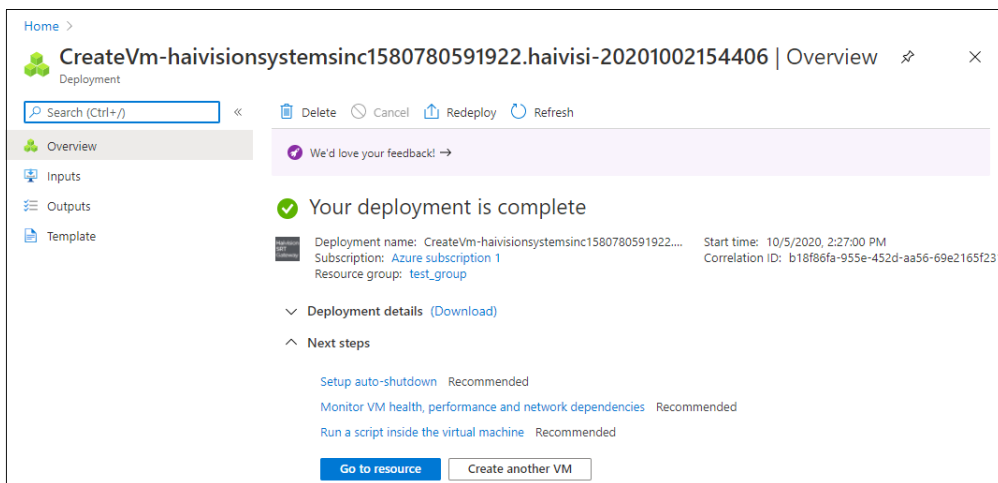 Home >
CreateVm-haivisionsystemsinc1580780591922.haivisi-20201002154406 | Overview
Deployment
Search (Ctrl+/)
«
Delete Cancel Redeploy Refresh
We'd love your feedback! →
Overview
Inputs
Outputs
Template
Your deployment is complete
Haivision
SRT
Gateway
Deployment name: CreateVm-haivisionsystemsinc1580780591922....
Subscription: Azure subscription 1
Resource group: test_group
Start time: 10/5/2020, 2:27:00 PM
Correlation ID: b18f86fa-955e-452d-aa56-69e2165f23
Deployment details (Download)
Next steps
Setup auto-shutdown Recommended
Monitor VM health, performance and network dependencies Recommended
Run a script inside the virtual machine Recommended
Go to resource Create another VM